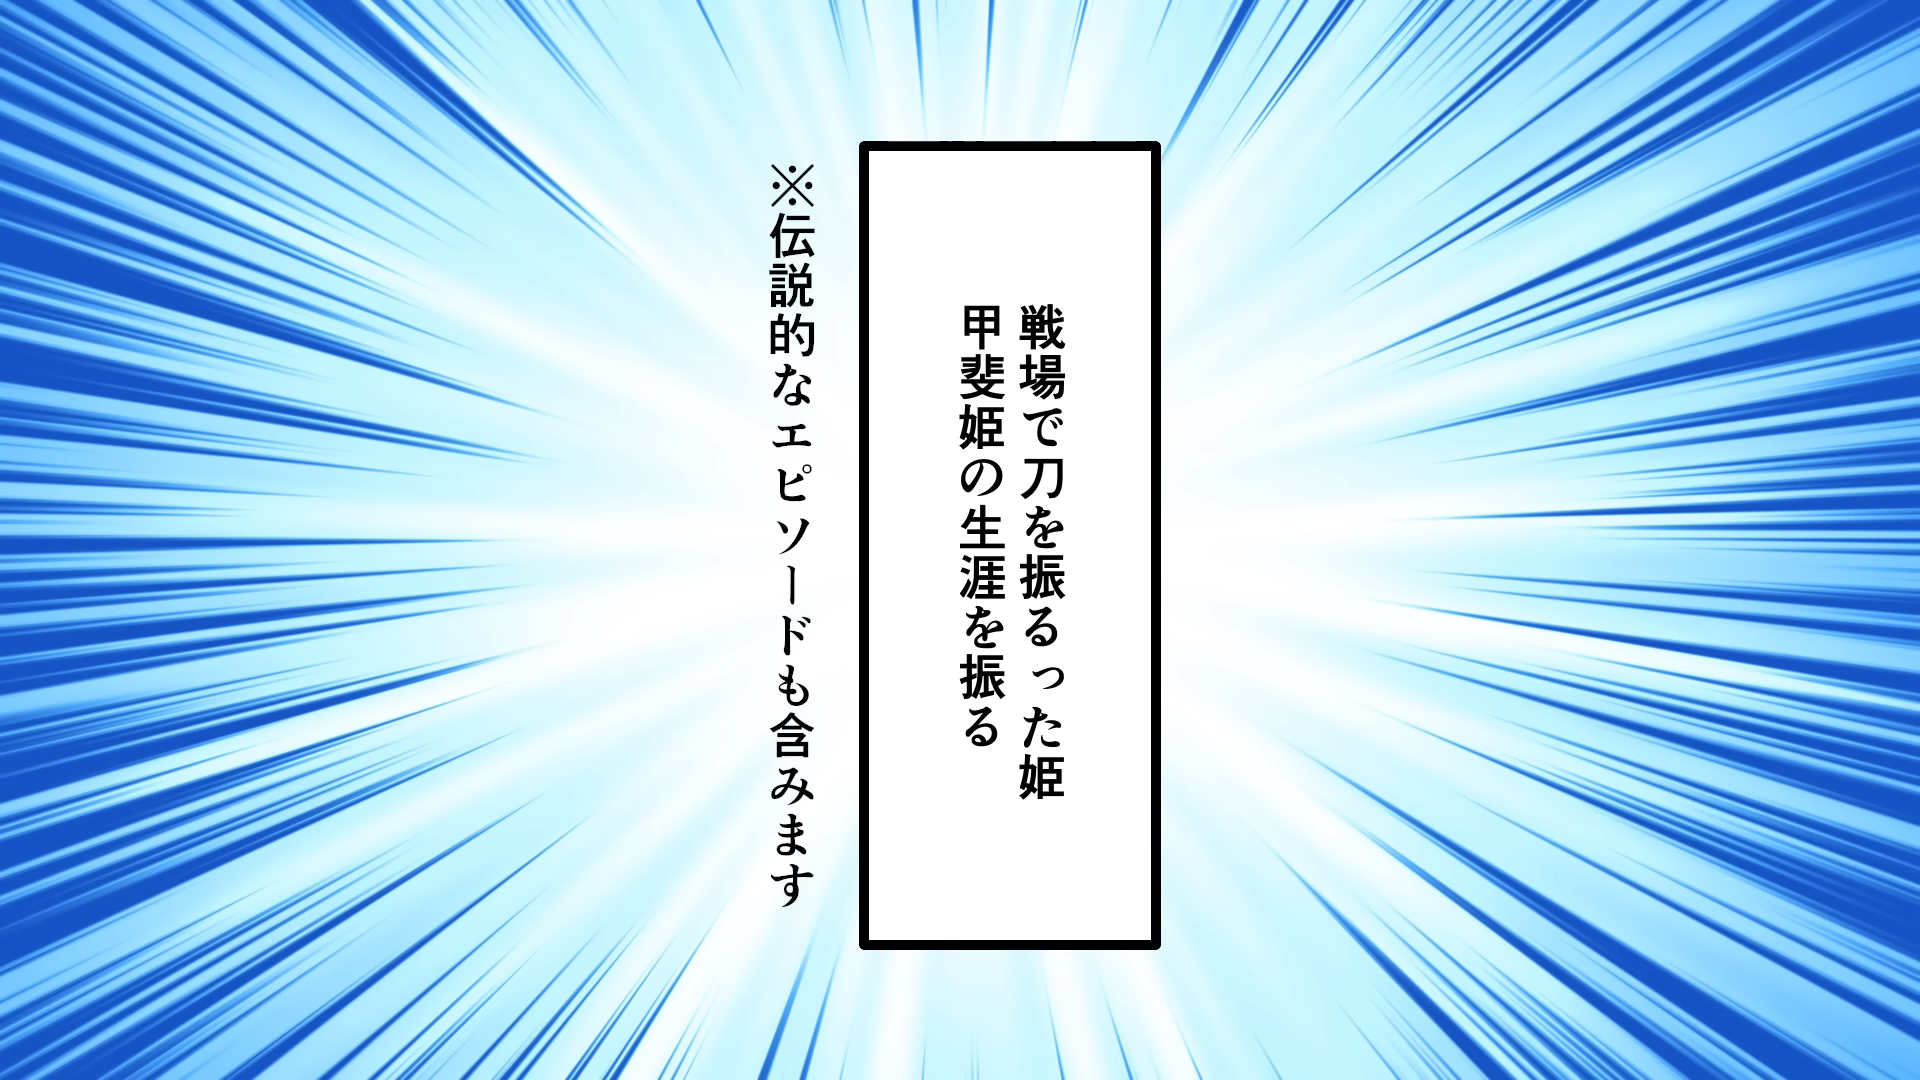 戦場で刀を振るった姫
甲斐姫の生涯を振る
※伝説的なエピソードも含みます